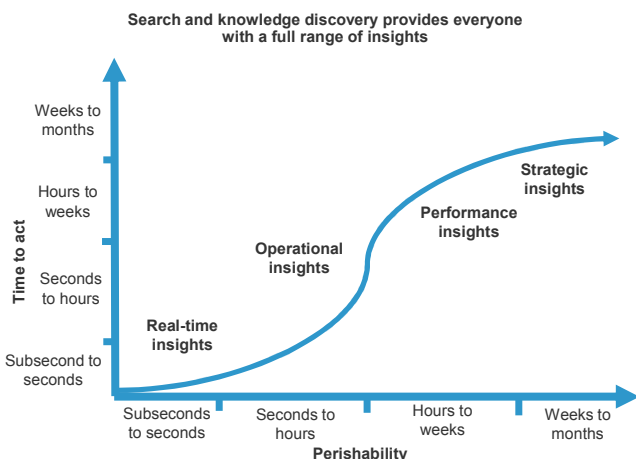 Search and knowledge discovery provides everyone
with a full range of insights
Time to act
Weeks to
months
Hours to
weeks
Seconds
to hours
Subsecond to
seconds
Strategic
insights
Performance
insights
Operational
insights
Real-time
insights
Subseconds
to seconds
Seconds to
hours
Hours to
weeks
Weeks to
months
Perishability